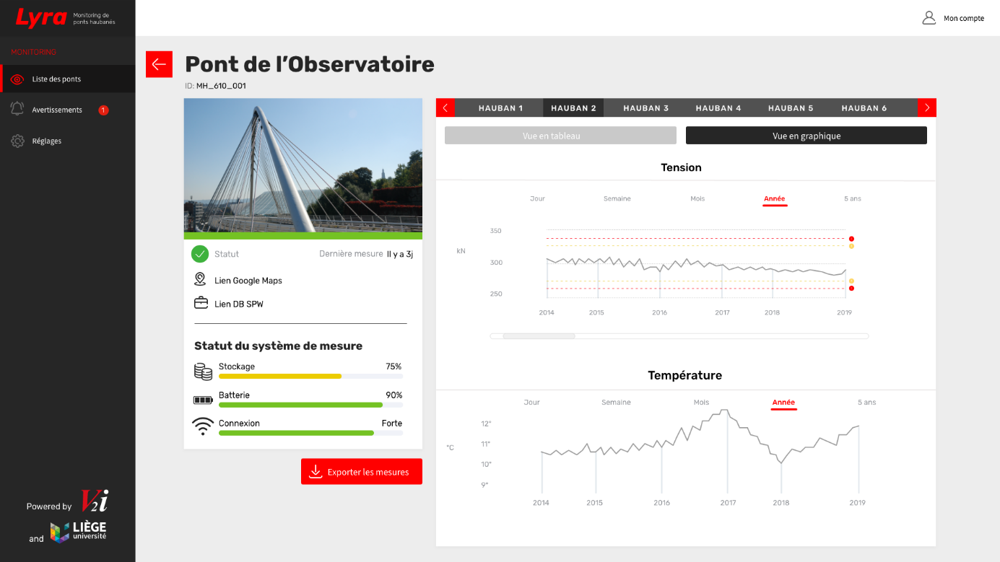 Lyra
Monitoring de
ponts haubanés
Mon compte
MONITORING
Liste des ponts
Avertissements 1
Réglages
Powered by V2i
and LIÈGE
université
Pont de l’Observatoire
ID: MH_610_001
Statut
Dernière mesure Il y a 3j
Lien Google Maps
Lien DB SPW
Statut du système de mesure
Stockage 75%
Batterie 90%
Connexion Forte
Exporter les mesures
HAUBAN 1 HAUBAN 2 HAUBAN 3 HAUBAN 4 HAUBAN 5 HAUBAN 6
Vue en tableau Vue en graphique
Tension
Jour Semaine Mois Année 5 ans
350
kN
300
250
2014 2015 2016 2017 2018 2019
Température
Jour Semaine Mois Année 5 ans
12°
11°
°C
10°
9°
2014 2015 2016 2017 2018 2019